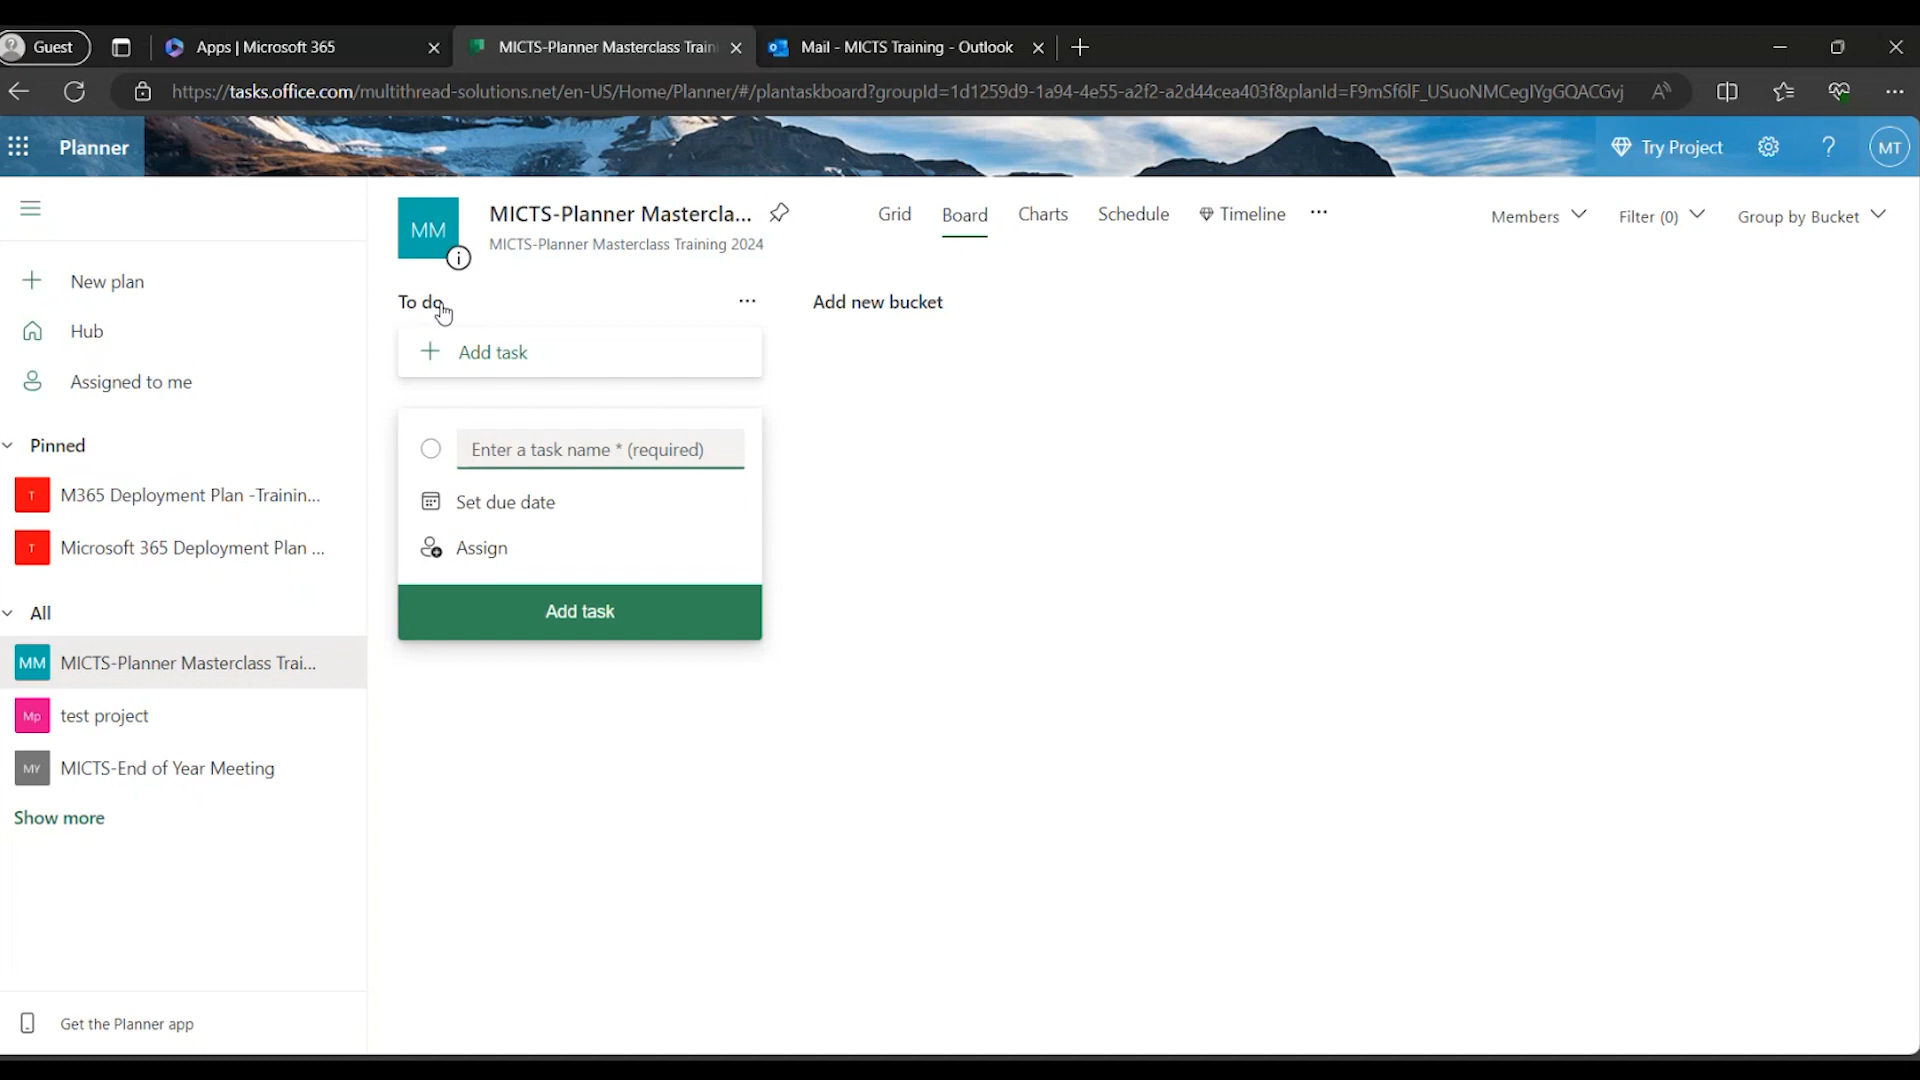 Guest
Apps | Microsoft 365
MICTS-Planner Masterclass Train
Mail - MICTS Training - Outlook
https://tasks.office.com/multithread-solutions.net/en-US/Home/Planner/#/plantaskboard?groupId=1d1259d9-1a94-4e55-a2f2-a2d44cea403f&planId=F9mSf6lF_USuoNMCeglYgGQACGvj
Planner
Try Project
?
MT
MM
MICTS-Planner Mastercla...
MICTS-Planner Masterclass Training 2024
Grid
Board
Charts
Schedule
Timeline
Members
Filter (0)
Group by Bucket
New plan
Hub
Assigned to me
Pinned
T M365 Deployment Plan -Trainin...
T Microsoft 365 Deployment Plan ...
All
MM MICTS-Planner Masterclass Trai...
Mp test project
MY MICTS-End of Year Meeting
Show more
Get the Planner app
To do
Add new bucket
Add task
Enter a task name * (required)
Set due date
Assign
Add task